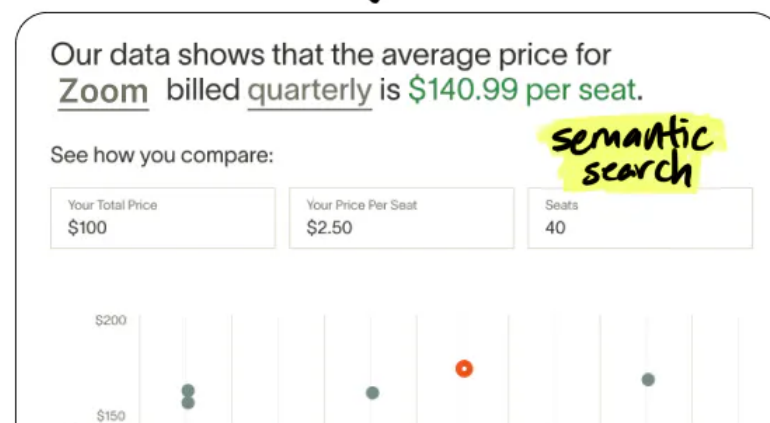 Our data shows that the average price for
Zoom billed quarterly is $140.99 per seat.
semantic
search
See how you compare:
Your Total Price
$100
Your Price Per Seat
$2.50
Seats
40
$200
$150